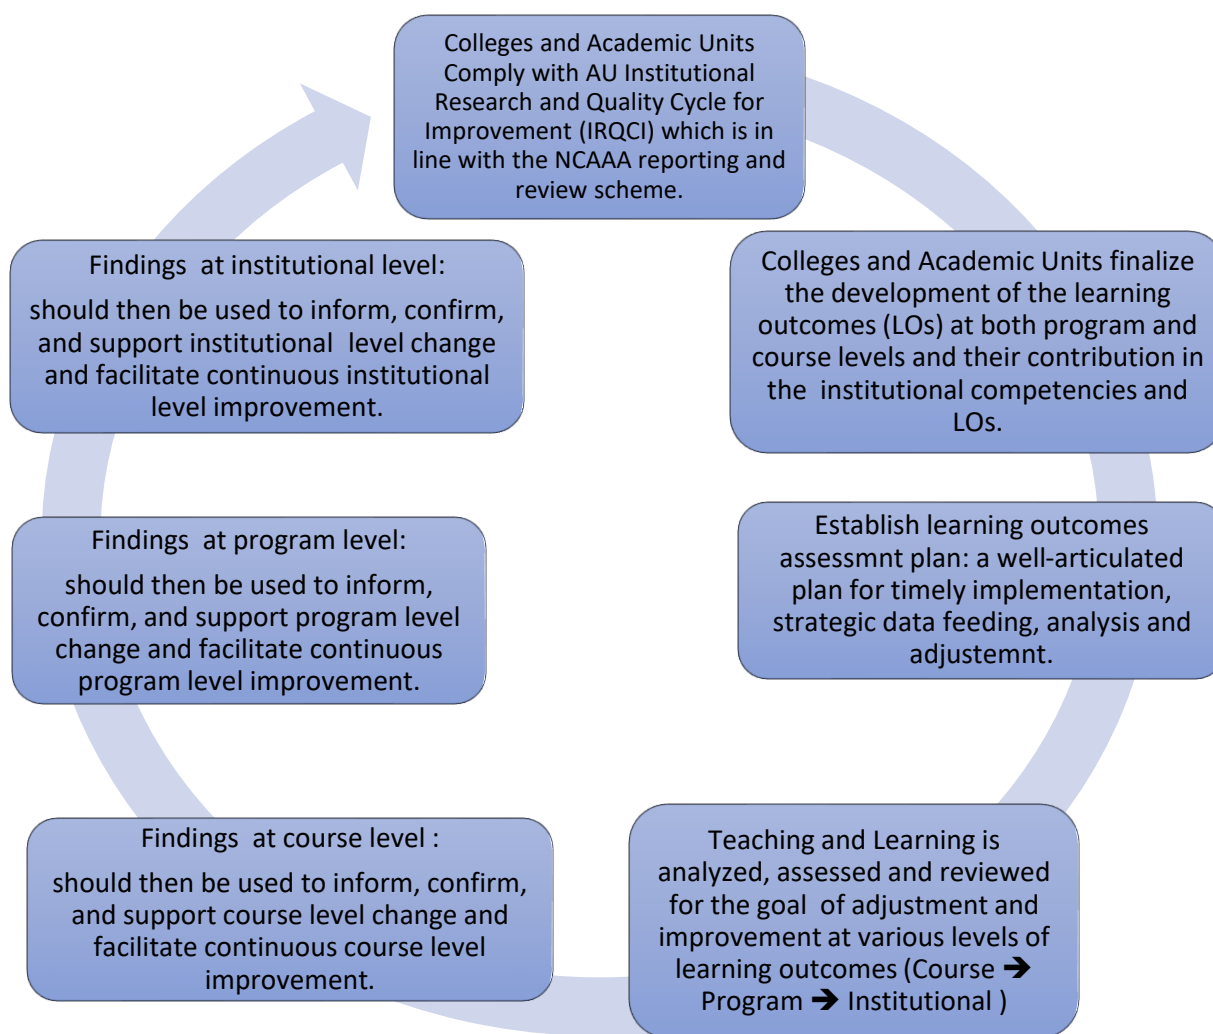 Colleges and Academic Units
Comply with AU Institutional
Research and Quality Cycle for
Improvement (IRQCI) which is in
line with the NCAAA reporting and
review scheme.
Colleges and Academic Units finalize
the development of the learning
outcomes (LOs) at both program and
course levels and their contribution in
the institutional competencies and
LOs.
Establish learning outcomes
assessmnt plan: a well-articulated
plan for timely implementation,
strategic data feeding, analysis and
adjustemnt.
Teaching and Learning is
analyzed, assessed and reviewed
for the goal of adjustment and
improvement at various levels of
learning outcomes (Course ➔
Program ➔ Institutional )
Findings at course level :
should then be used to inform, confirm,
and support course level change and
facilitate continuous course level
improvement.
Findings at program level:
should then be used to inform,
confirm, and support program level
change and facilitate continuous
program level improvement.
Findings at institutional level:
should then be used to inform, confirm,
and support institutional level change
and facilitate continuous institutional
level improvement.